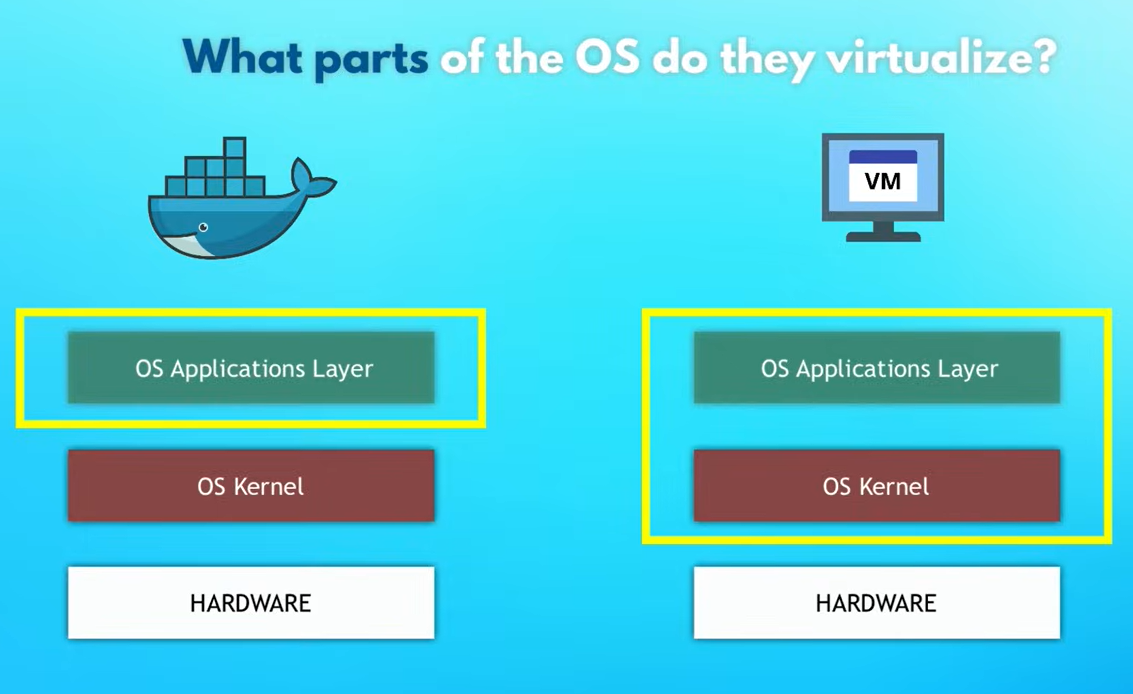 What parts of the OS do they virtualize?
VM
OS Applications Layer
OS Kernel
HARDWARE
OS Applications Layer
OS Kernel
HARDWARE